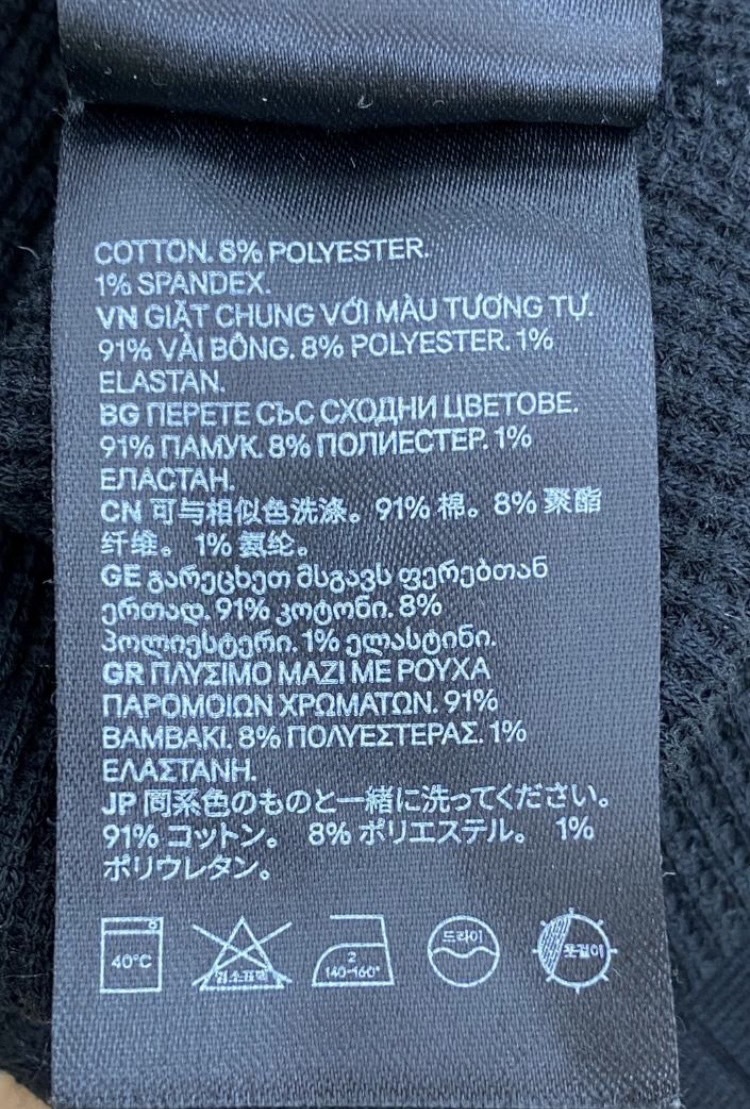 COTTON. 8% POLYESTER.
1% SPANDEX.
VN GIẶT CHUNG VỚI MÀU TƯƠNG TỰ.
91% VẢI BÔNG. 8% POLYESTER. 1%
ELASTAN.
BG ПЕРЕТЕ СЪС СХОДНИ ЦВЕТОВЕ.
91% ПАМУК. 8% ПОЛИЕСТЕР. 1%
ЕЛАСТАН.
CN 可与相似色洗涤。91% 棉。8% 聚酯
纤维。1% 氨纶。
GE გარეცხეთ მსგავს ფერებთან
ერთად. 91% კოტონი. 8%
პოლიესტერი. 1% ელასტინი.
GR ΠΛΥΣΙΜΟ ΜΑΖΙ ΜΕ ΡΟΥΧΑ
ΠΑΡΟΜΟΙΩΝ ΧΡΩΜΑΤΩΝ. 91%
ΒΑΜΒΑΚΙ. 8% ΠΟΛΥΕΣΤΕΡΑΣ. 1%
ΕΛΑΣΤΑΝΗ.
JP 同系色のものと一緒に洗ってください。
91% コットン。 8% ポリエステル。 1%
ポリウレタン。
40°C 염소표백 2 드라이 옷걸이
140-160°